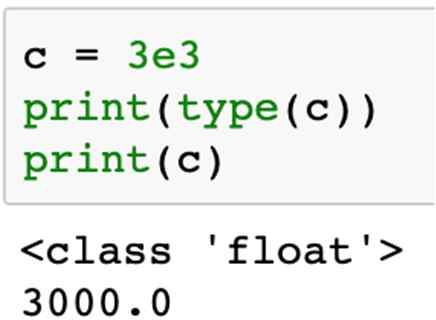 c = 3e3
print(type(c))
print(c)
<class 'float'>
3000.0